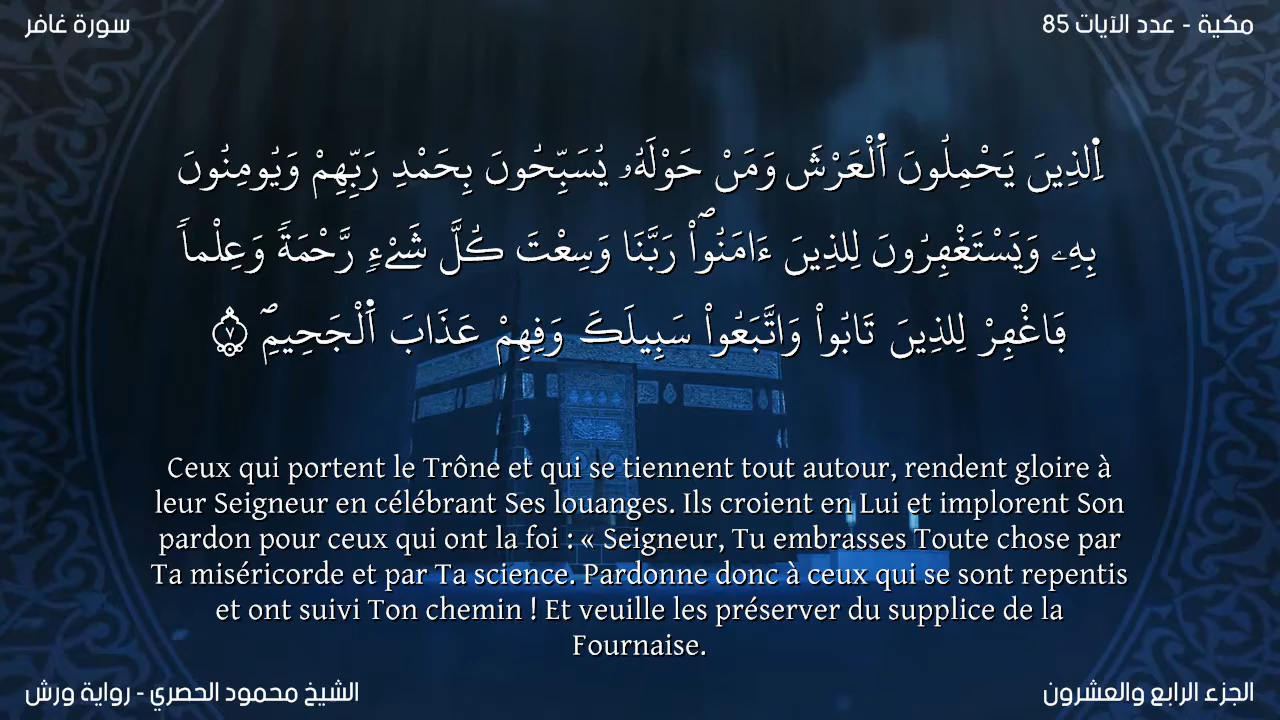 سورة غافر
مكية - عدد الآيات 85
اِ۬لذِينَ يَحْمِلُونَ اَ۬لْعَرْشَ وَمَنْ حَوْلَهُۥ يُسَبِّحُونَ بِحَمْدِ رَبِّهِمْ وَيُومِنُونَ
بِهِۦ وَيَسْتَغْفِرُونَ لِلذِينَ ءَامَنُواْۖ رَبَّنَا وَسِعْتَ كُلَّ شَےْءٖ رَّحْمَةٗ وَعِلْماٗ
فَاغْفِرْ لِلذِينَ تَابُواْ وَاتَّبَعُواْ سَبِيلَكَ وَقِهِمْ عَذَابَ اَ۬لْجَحِيمِۖ ٧
Ceux qui portent le Trône et qui se tiennent tout autour, rendent gloire à
leur Seigneur en célébrant Ses louanges. Ils croient en Lui et implorent Son
pardon pour ceux qui ont la foi : « Seigneur, Tu embrasses Toute chose par
Ta miséricorde et par Ta science. Pardonne donc à ceux qui se sont repentis
et ont suivi Ton chemin ! Et veuille les préserver du supplice de la
Fournaise.
الشيخ محمود الحصري - رواية ورش
الجزء الرابع والعشرون